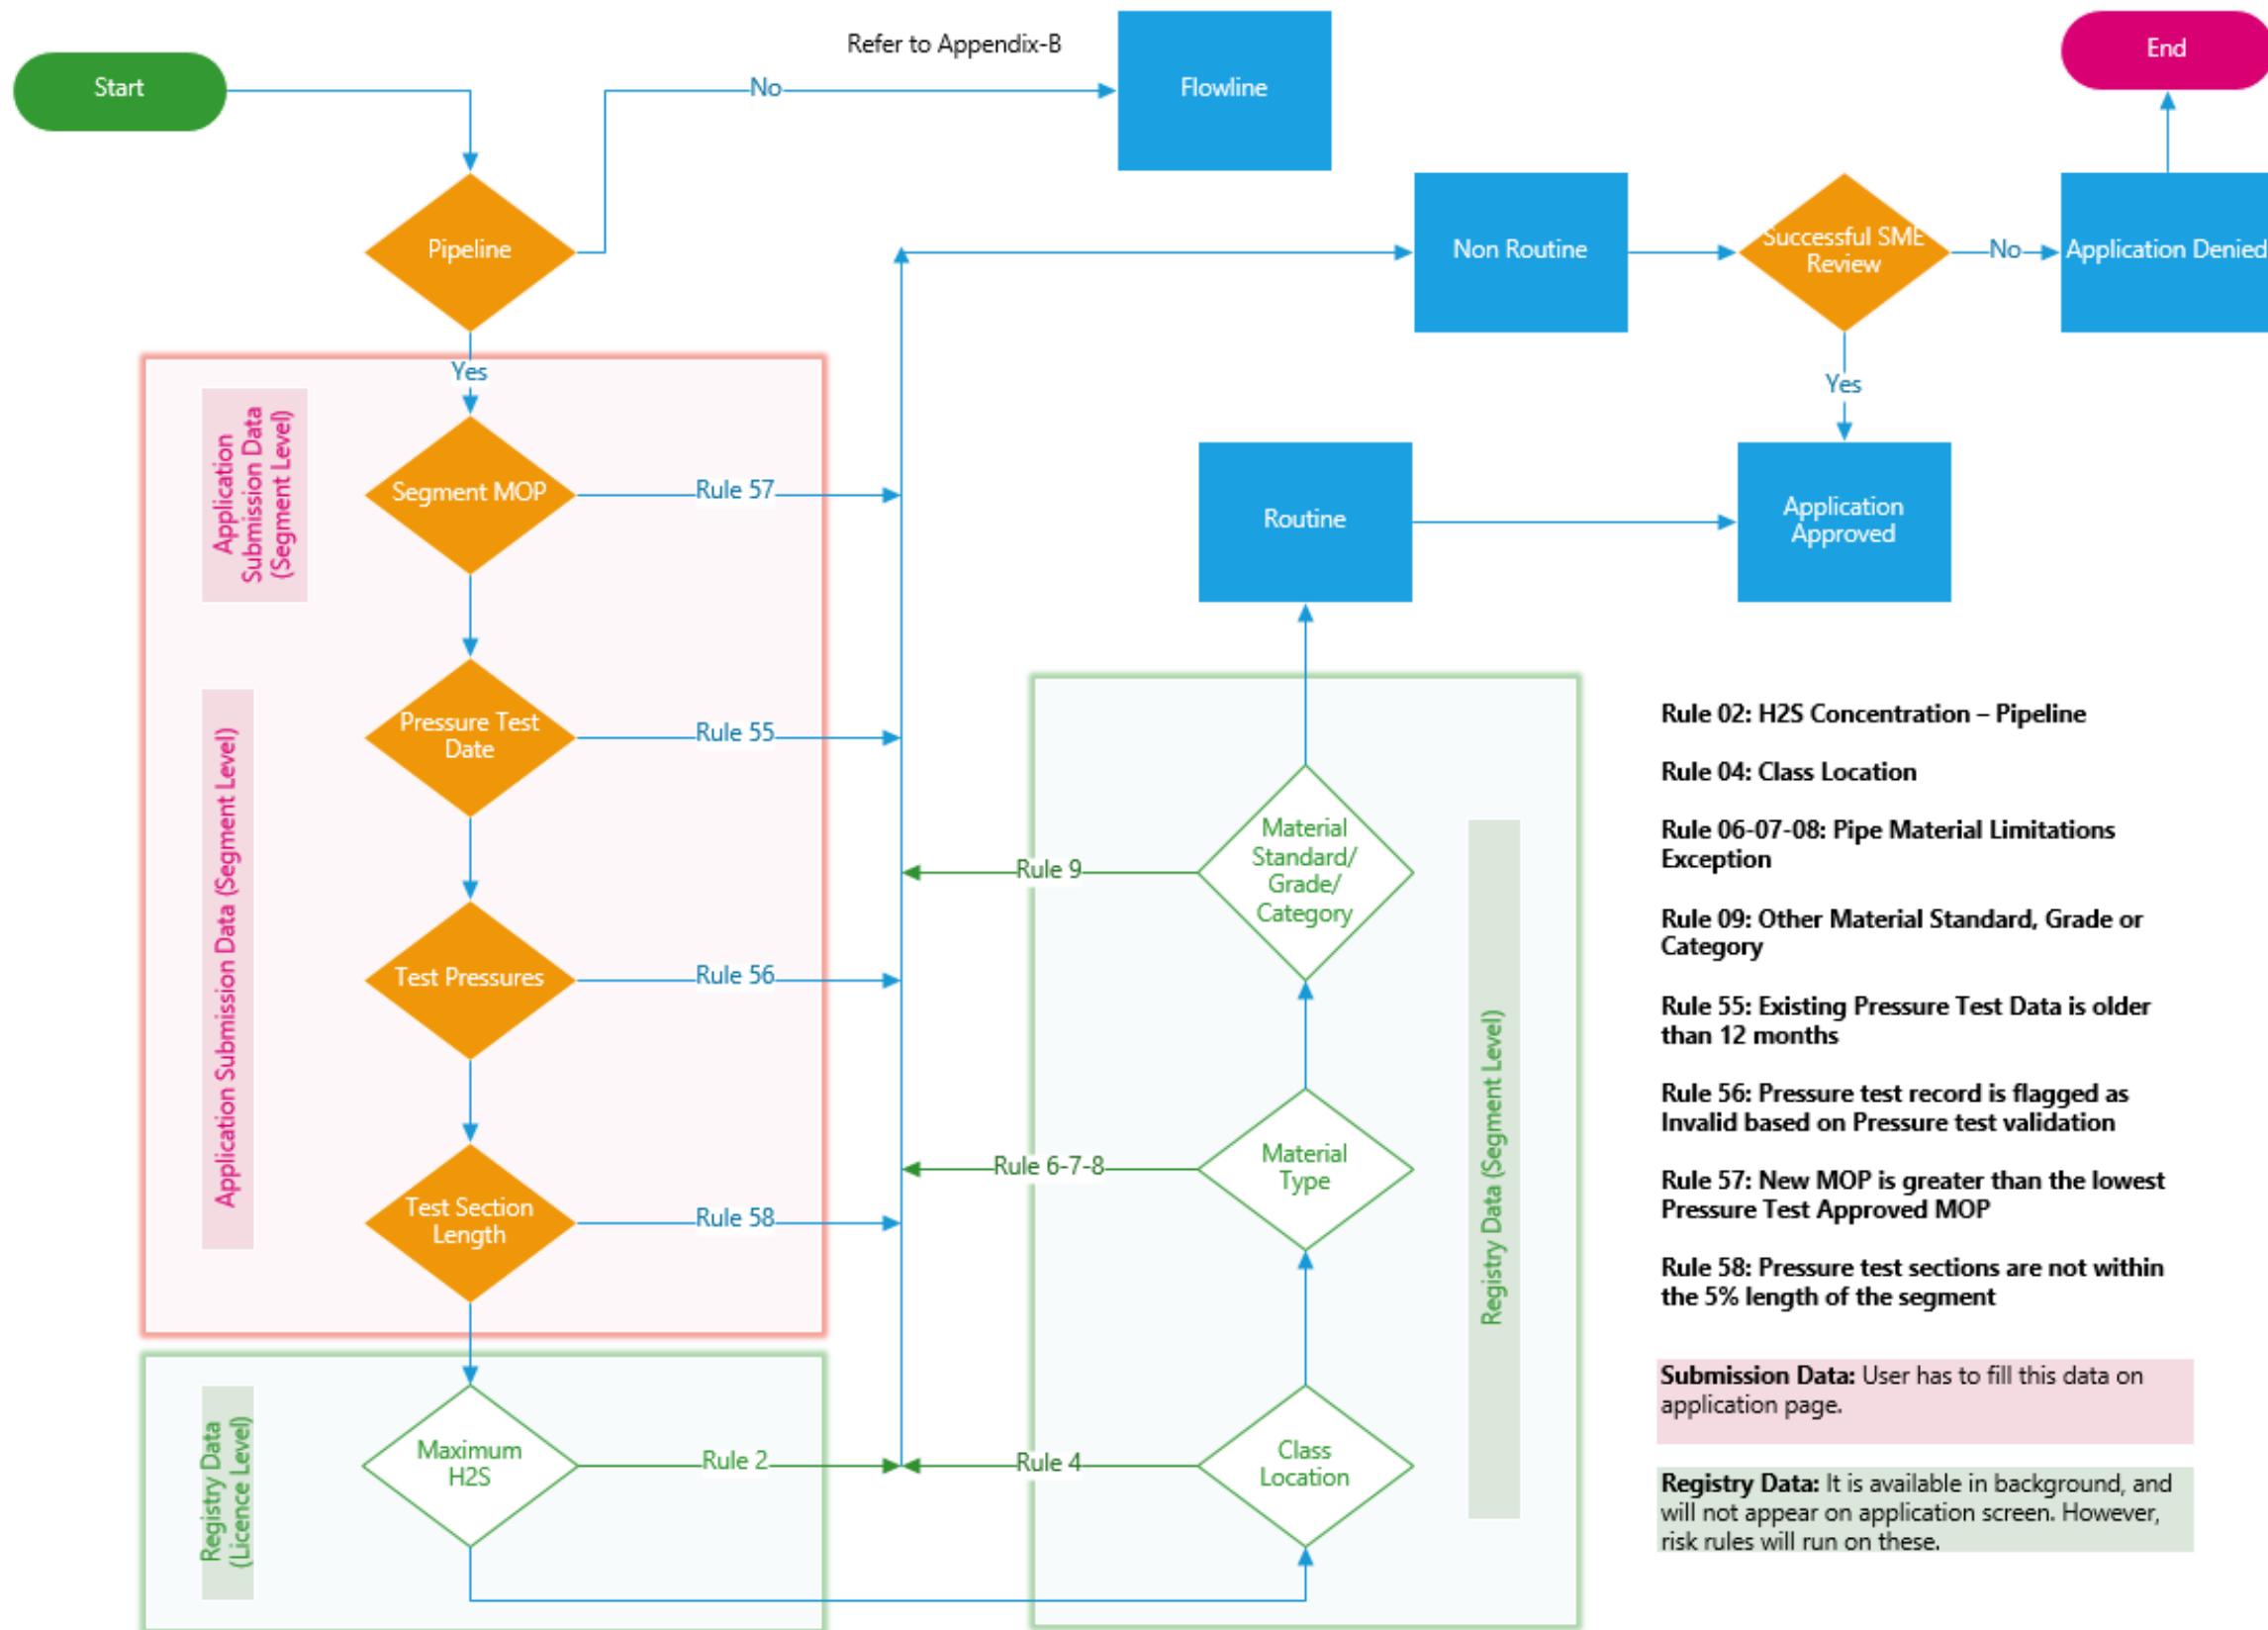 Start
Refer to Appendix-B
No
Flowline
End
Pipeline
Non Routine
Successful SME
Review
No
Application Denied
Yes
Yes
Application
Submission Data
(Segment Level)
Segment MOP
Rule 57
Routine
Application
Approved
Application Submission Data (Segment Level)
Pressure Test
Date
Rule 55
Test Pressures
Rule 56
Test Section
Length
Rule 58
Registry Data
(Licence Level)
Maximum
H2S
Rule 2
Rule 9
Material
Standard/
Grade/
Category
Rule 6-7-8
Material
Type
Rule 4
Class
Location
Registry Data (Segment Level)
Rule 02: H2S Concentration – Pipeline
Rule 04: Class Location
Rule 06-07-08: Pipe Material Limitations
Exception
Rule 09: Other Material Standard, Grade or
Category
Rule 55: Existing Pressure Test Data is older
than 12 months
Rule 56: Pressure test record is flagged as
Invalid based on Pressure test validation
Rule 57: New MOP is greater than the lowest
Pressure Test Approved MOP
Rule 58: Pressure test sections are not within
the 5% length of the segment
Submission Data: User has to fill this data on
application page.
Registry Data: It is available in background, and
will not appear on application screen. However,
risk rules will run on these.